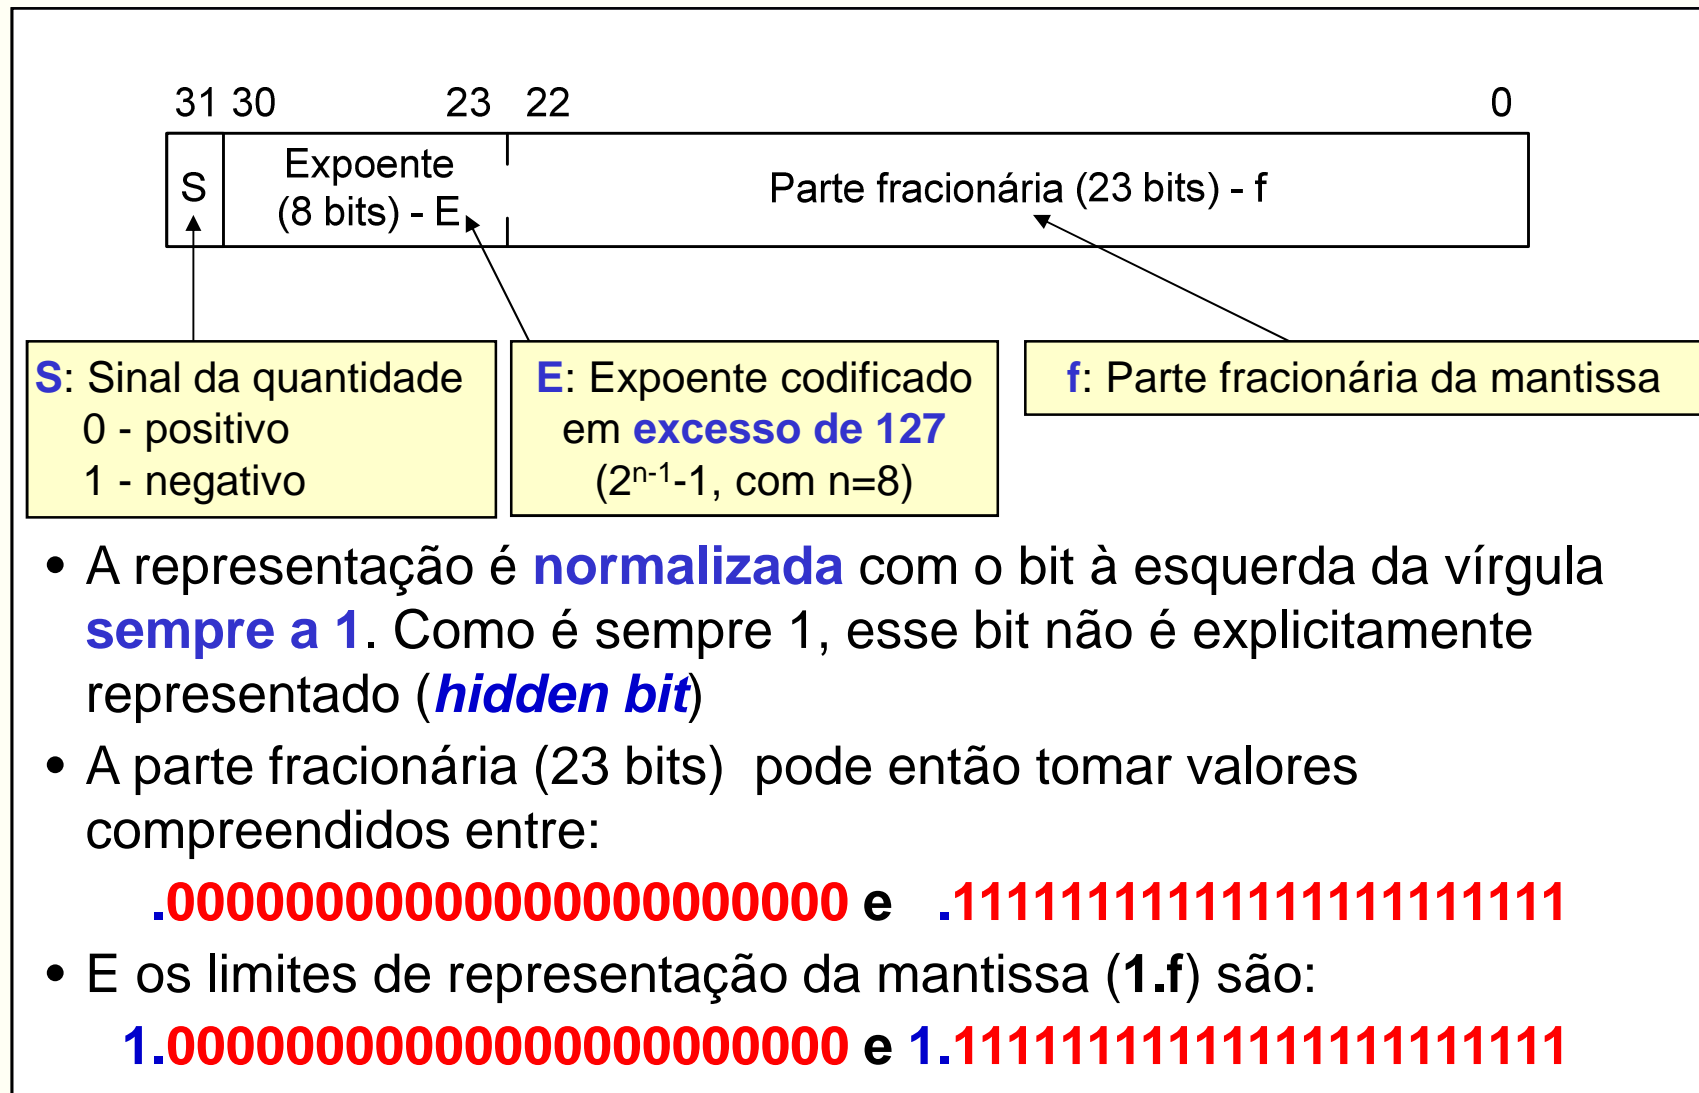 31 30 23 22 0
S
Expoente
(8 bits) - E
Parte fracionária (23 bits) - f
S: Sinal da quantidade
0 - positivo
1 - negativo
E: Expoente codificado
em excesso de 127
(2n-1-1, com n=8)
f: Parte fracionária da mantissa
• A representação é normalizada com o bit à esquerda da vírgula
sempre a 1. Como é sempre 1, esse bit não é explicitamente
representado (hidden bit)
• A parte fracionária (23 bits) pode então tomar valores
compreendidos entre:
.00000000000000000000000 e .11111111111111111111111
• E os limites de representação da mantissa (1.f) são:
1.00000000000000000000000 e 1.11111111111111111111111